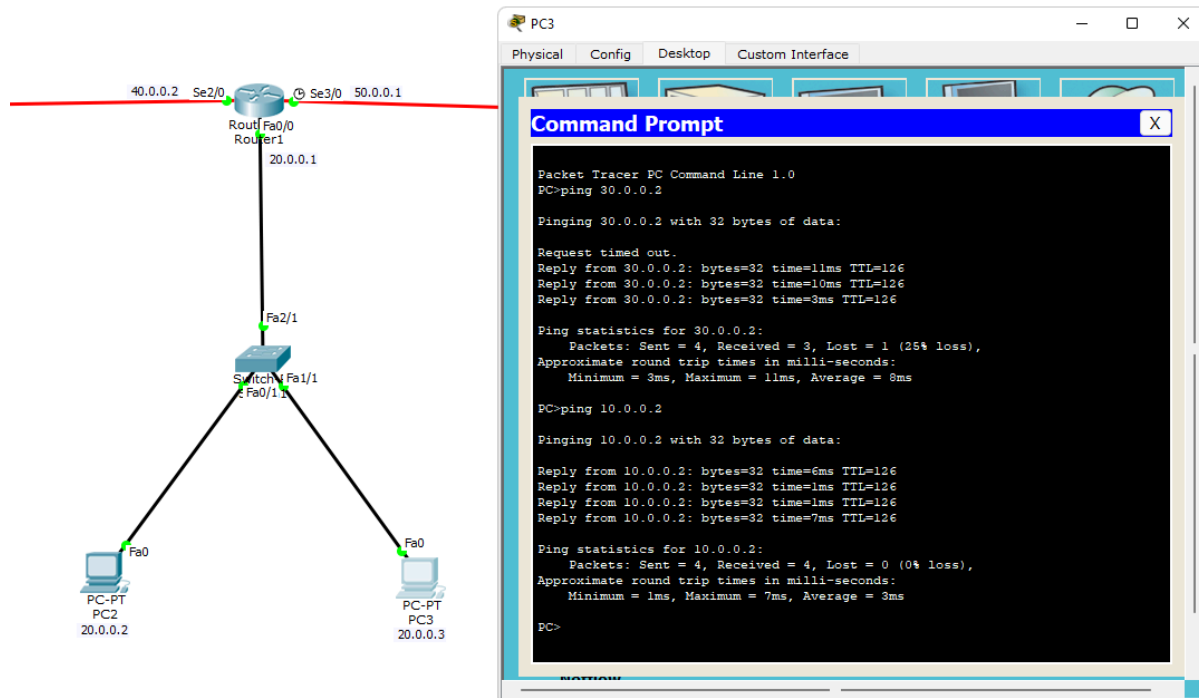 40.0.0.2 Se2/0 Se3/0 50.0.0.1
Fa0/0
Router1
20.0.0.1
Fa2/1
Fa1/1
Fa0/1
Fa0
PC-PT
PC2
20.0.0.2
Fa0
PC-PT
PC3
20.0.0.3
PC3
Physical Config Desktop Custom Interface
Command Prompt X
Packet Tracer PC Command Line 1.0
PC>ping 30.0.0.2
Pinging 30.0.0.2 with 32 bytes of data:
Request timed out.
Reply from 30.0.0.2: bytes=32 time=11ms TTL=126
Reply from 30.0.0.2: bytes=32 time=10ms TTL=126
Reply from 30.0.0.2: bytes=32 time=3ms TTL=126
Ping statistics for 30.0.0.2:
Packets: Sent = 4, Received = 3, Lost = 1 (25% loss),
Approximate round trip times in milli-seconds:
Minimum = 3ms, Maximum = 11ms, Average = 8ms
PC>ping 10.0.0.2
Pinging 10.0.0.2 with 32 bytes of data:
Reply from 10.0.0.2: bytes=32 time=6ms TTL=126
Reply from 10.0.0.2: bytes=32 time=1ms TTL=126
Reply from 10.0.0.2: bytes=32 time=1ms TTL=126
Reply from 10.0.0.2: bytes=32 time=7ms TTL=126
Ping statistics for 10.0.0.2:
Packets: Sent = 4, Received = 4, Lost = 0 (0% loss),
Approximate round trip times in milli-seconds:
Minimum = 1ms, Maximum = 7ms, Average = 3ms
PC>